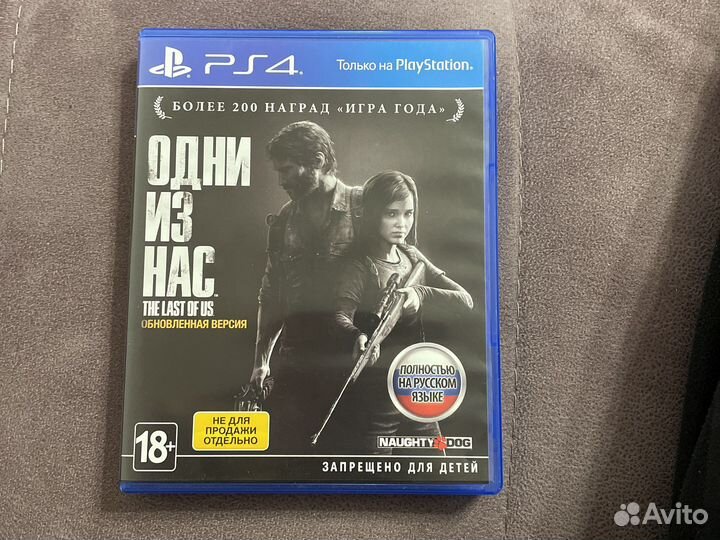 PS4
Только на PlayStation.
БОЛЕЕ 200 НАГРАД «ИГРА ГОДА»
ОДНИ
ИЗ
НАС
THE LAST OF US
ОБНОВЛЕННАЯ ВЕРСИЯ
ПОЛНОСТЬЮ
НА РУССКОМ
ЯЗЫКЕ
НЕ ДЛЯ
ПРОДАЖИ
ОТДЕЛЬНО
18+
NAUGHTY DOG
ЗАПРЕЩЕНО ДЛЯ ДЕТЕЙ
Avito